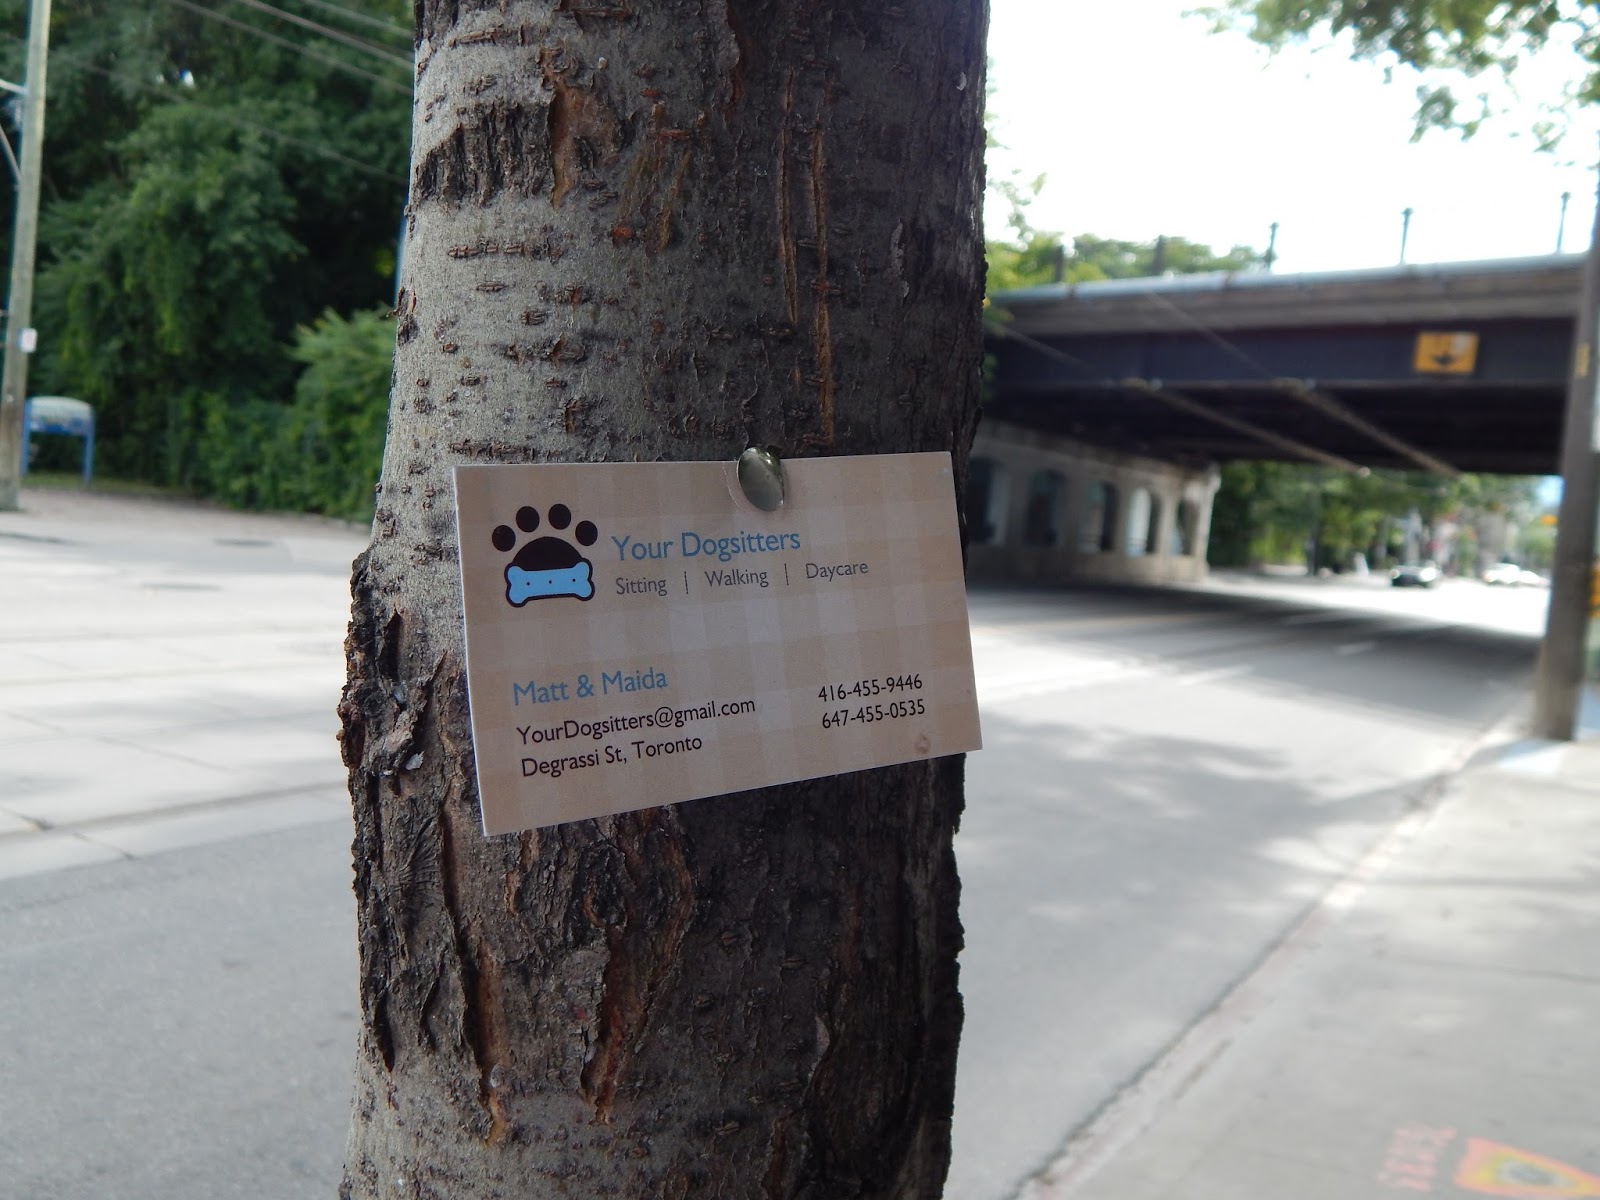 Your Dogsitters
Sitting | Walking | Daycare
Matt & Maida
YourDogsitters@gmail.com
Degrassi St, Toronto
416-455-9446
647-455-0535